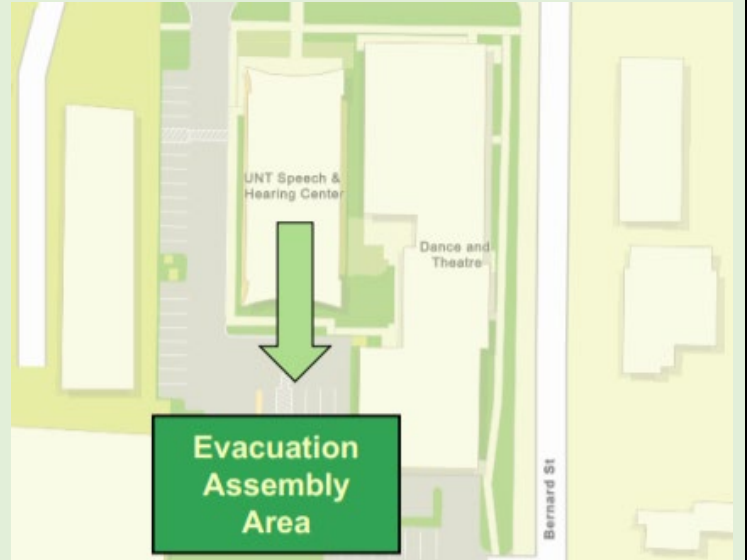 UNT Speech &
Hearing Center
Dance and
Theatre
Evacuation
Assembly
Area
Bernard St